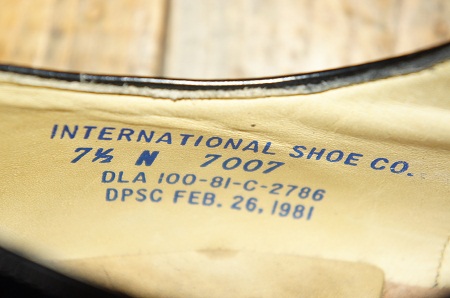 INTERNATIONAL SHOE CO.
7½ N 7007
DLA 100-81-C-2786
DPSC FEB. 26, 1981